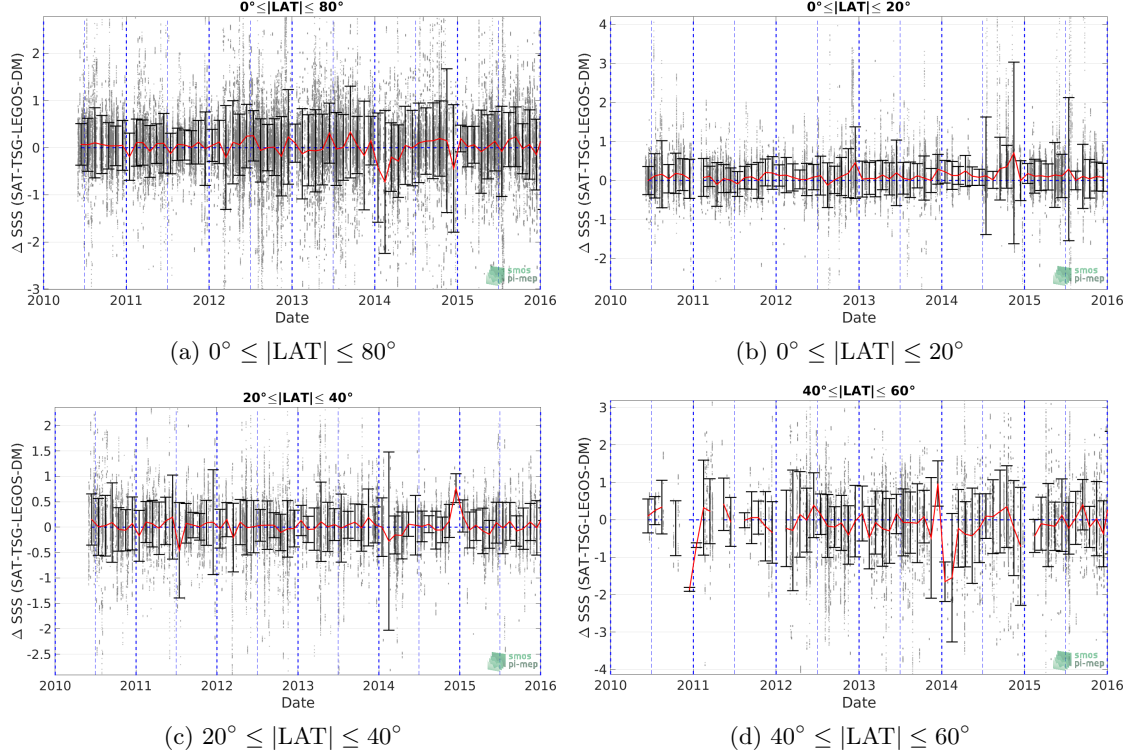 0°≤|LAT|≤ 80°
Δ SSS (SAT-TSG-LEGOS-DM)
2
1
0
-1
-2
-3
2010 2011 2012 2013 2014 2015 2016
Date
smos
pi-mep
(a) 0° ≤ |LAT| ≤ 80°
0°≤|LAT|≤ 20°
Δ SSS (SAT-TSG-LEGOS-DM)
4
3
2
1
0
-1
-2
2010 2011 2012 2013 2014 2015 2016
Date
smos
pi-mep
(b) 0° ≤ |LAT| ≤ 20°
20°≤|LAT|≤ 40°
Δ SSS (SAT-TSG-LEGOS-DM)
2
1.5
1
0.5
0
-0.5
-1
-1.5
-2
-2.5
2010 2011 2012 2013 2014 2015 2016
Date
smos
pi-mep
(c) 20° ≤ |LAT| ≤ 40°
40°≤|LAT|≤ 60°
Δ SSS (SAT-TSG-LEGOS-DM)
3
2
1
0
-1
-2
-3
-4
2010 2011 2012 2013 2014 2015 2016
Date
smos
pi-mep
(d) 40° ≤ |LAT| ≤ 60°